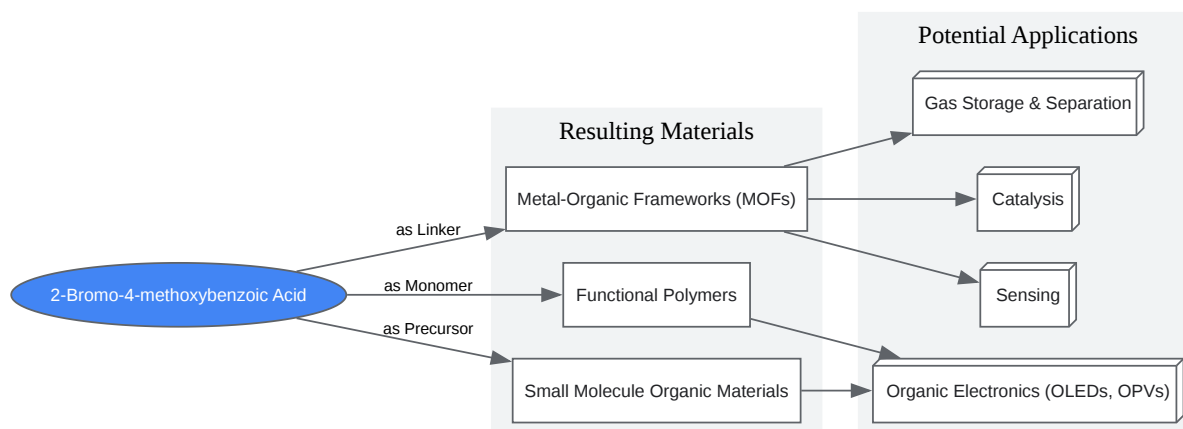 Potential Applications
Gas Storage & Separation
Resulting Materials
Metal-Organic Frameworks (MOFs)
Catalysis
as Linker
2-Bromo-4-methoxybenzoic Acid
as Monomer
Functional Polymers
Sensing
as Precursor
Small Molecule Organic Materials
Organic Electronics (OLEDs, OPVs)